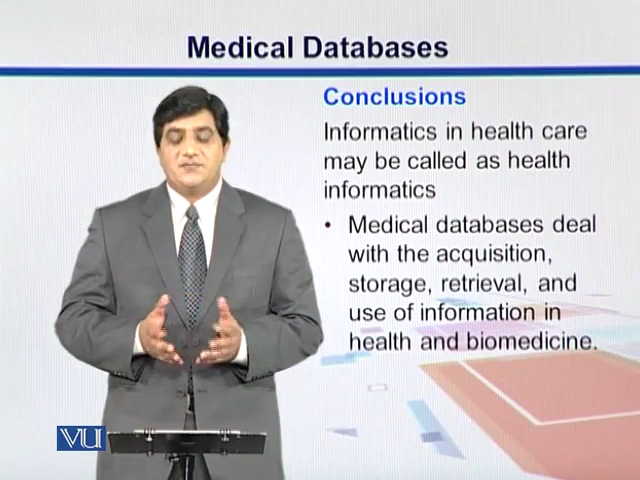 Medical Databases
Conclusions
Informatics in health care
may be called as health
informatics
• Medical databases deal
with the acquisition,
storage, retrieval, and
use of information in
health and biomedicine.
VU